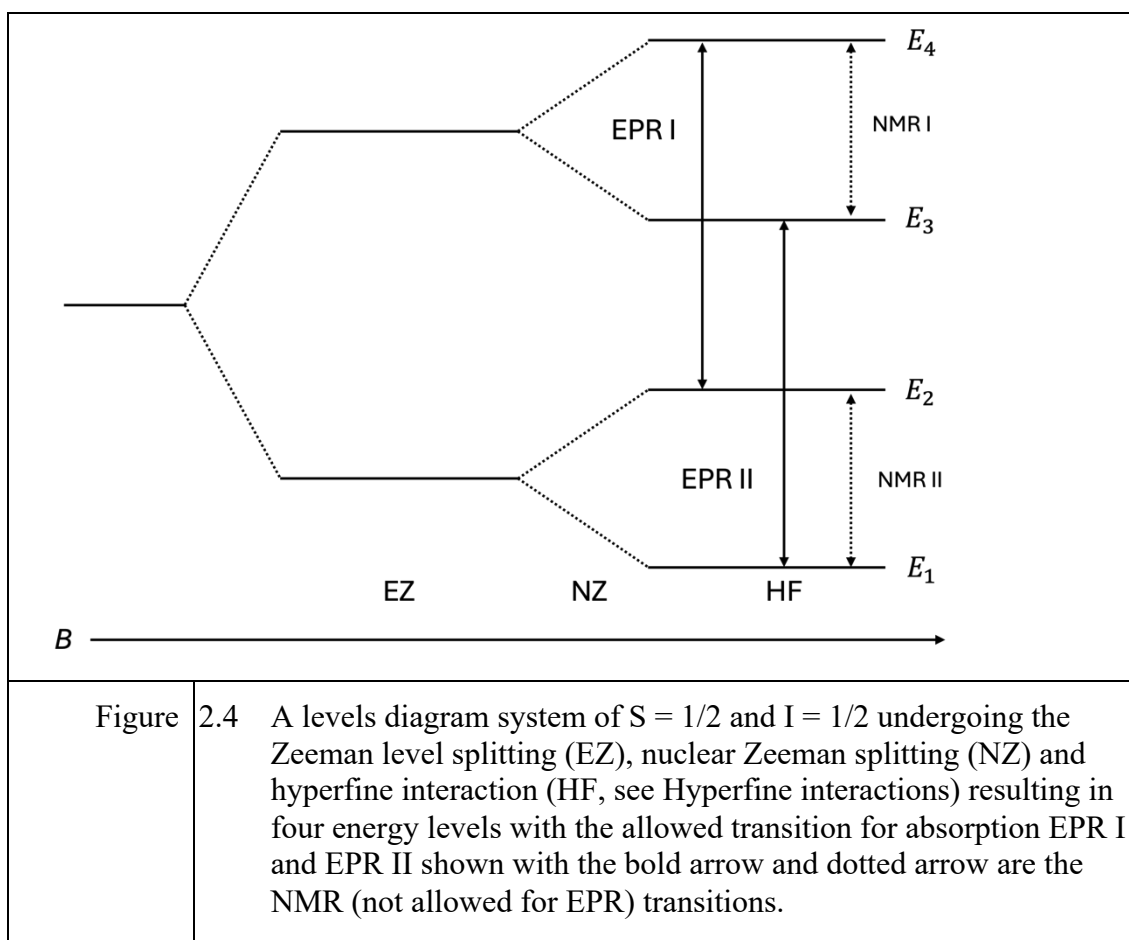 E₄
EPR I
NMR I
E₃
E₂
EPR II
NMR II
E₁
EZ NZ HF
B
Figure 2.4 A levels diagram system of S = 1/2 and I = 1/2 undergoing the
Zeeman level splitting (EZ), nuclear Zeeman splitting (NZ) and
hyperfine interaction (HF, see Hyperfine interactions) resulting in
four energy levels with the allowed transition for absorption EPR I
and EPR II shown with the bold arrow and dotted arrow are the
NMR (not allowed for EPR) transitions.